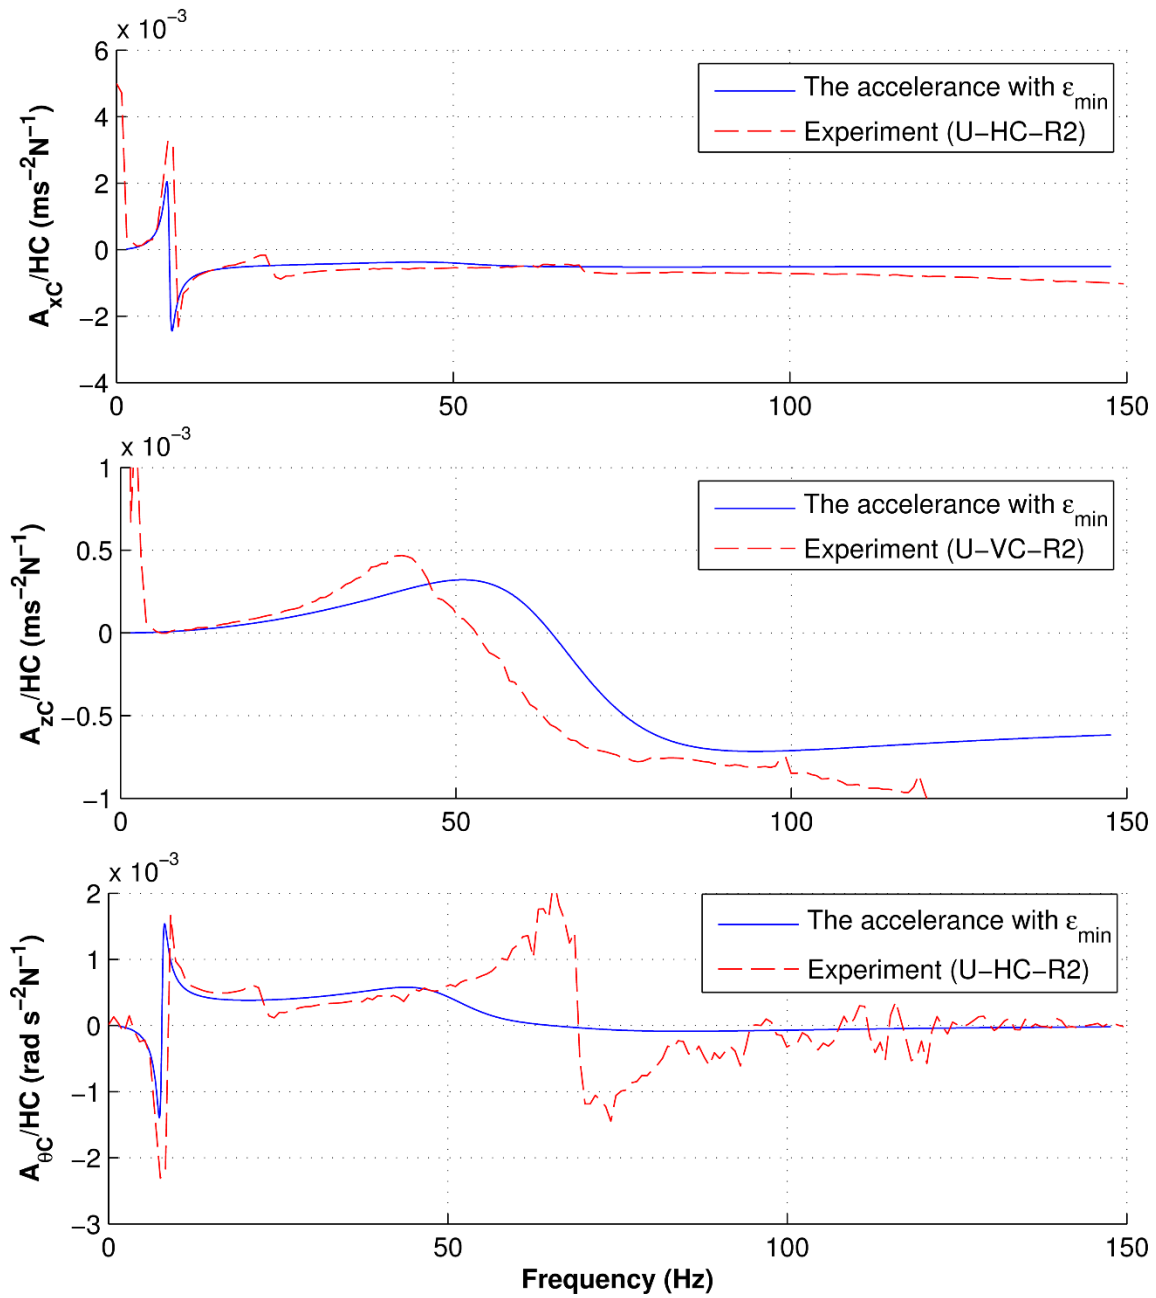 x 10⁻³
6
4
2
0
−2
−4
0 50 100 150
A_xC/HC (ms⁻²N⁻¹)
The accelerance with ε_min
Experiment (U−HC−R2)
x 10⁻³
1
0.5
0
−0.5
−1
0 50 100 150
A_zC/HC (ms⁻²N⁻¹)
The accelerance with ε_min
Experiment (U−VC−R2)
x 10⁻³
2
1
0
−1
−2
−3
0 50 100 150
A_θC/HC (rad s⁻²N⁻¹)
The accelerance with ε_min
Experiment (U−HC−R2)
Frequency (Hz)